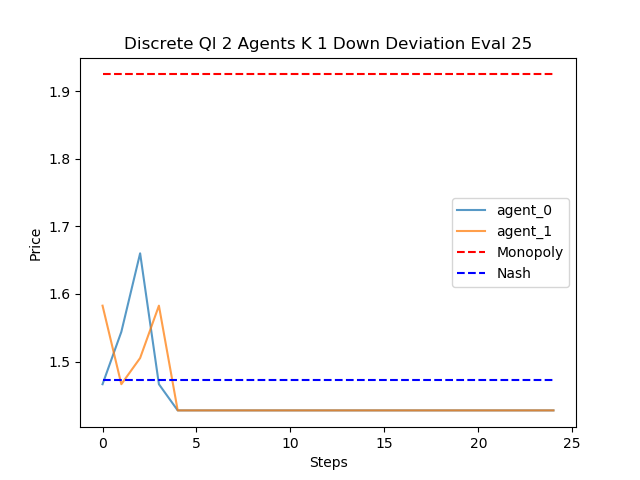 Discrete Ql 2 Agents K 1 Down Deviation Eval 25
1.9
1.8
1.7
1.6
1.5
Price
agent_0
agent_1
Monopoly
Nash
0
5
10
15
20
25
Steps